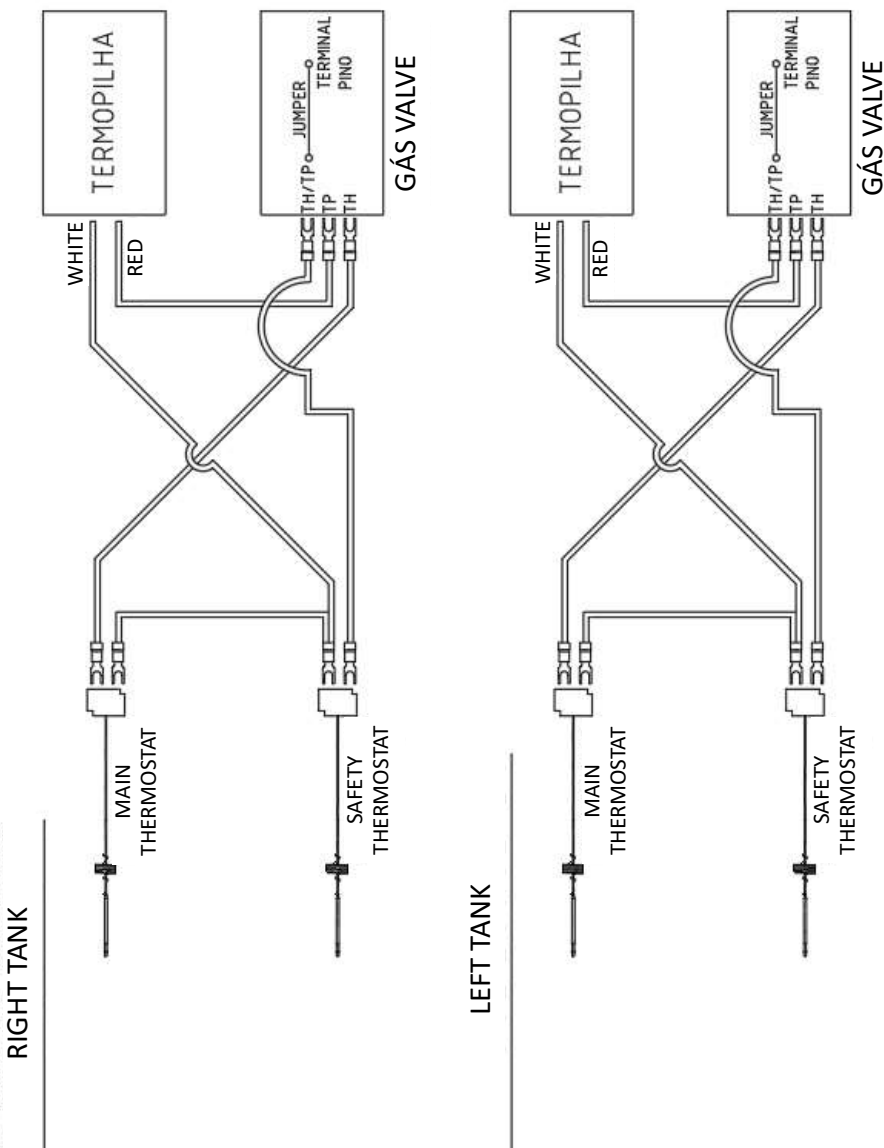 RIGHT TANK
MAIN
THERMOSTAT
SAFETY
THERMOSTAT
WHITE
RED
TERMOPILHA
TH/TP
TP
TH
JUMPER
TERMINAL
PINO
GÁS VALVE
LEFT TANK
MAIN
THERMOSTAT
SAFETY
THERMOSTAT
WHITE
RED
TERMOPILHA
TH/TP
TP
TH
JUMPER
TERMINAL
PINO
GÁS VALVE